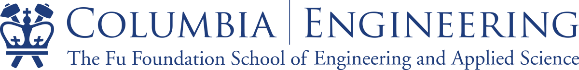 COLUMBIA | ENGINEERING
The Fu Foundation School of Engineering and Applied Science